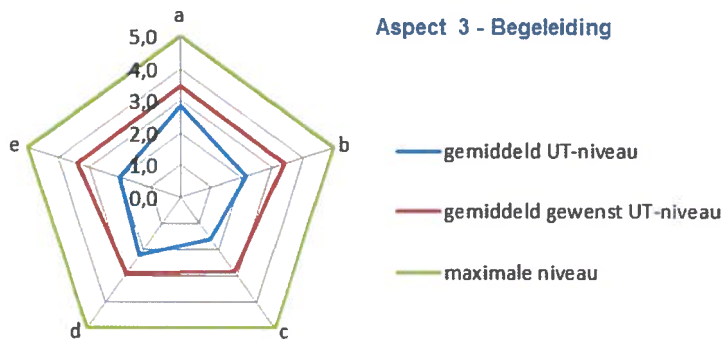 a
5,0
Aspect 3 - Begeleiding
4,0
3,0
e
b
2,0
gemiddeld UT-niveau
1,0
0,0
gemiddeld gewenst UT-niveau
maximale niveau
d
c